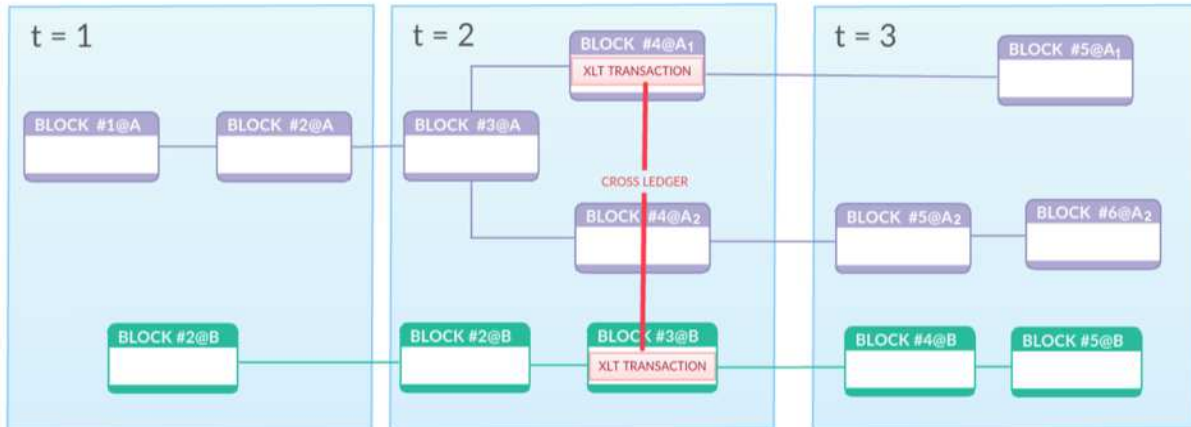 t = 1
t = 2
t = 3
BLOCK #4@A₁
XLT TRANSACTION
BLOCK #5@A₁
BLOCK #1@A
BLOCK #2@A
BLOCK #3@A
CROSS LEDGER
BLOCK #4@A₂
BLOCK #5@A₂
BLOCK #6@A₂
BLOCK #2@B
BLOCK #2@B
BLOCK #3@B
XLT TRANSACTION
BLOCK #4@B
BLOCK #5@B